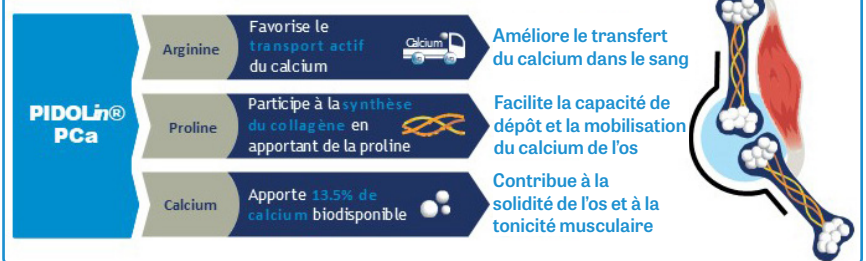 PIDOLin®
PCa
Arginine
Favorise le
transport actif
du calcium
Calcium
Améliore le transfert
du calcium dans le sang
Proline
Participe à la synthèse
du collagène en
apportant de la proline
Facilite la capacité de
dépôt et la mobilisation
du calcium de l’os
Calcium
Apporte 13.5% de
calcium biodisponible
Contribue à la
solidité de l’os et à la
tonicité musculaire